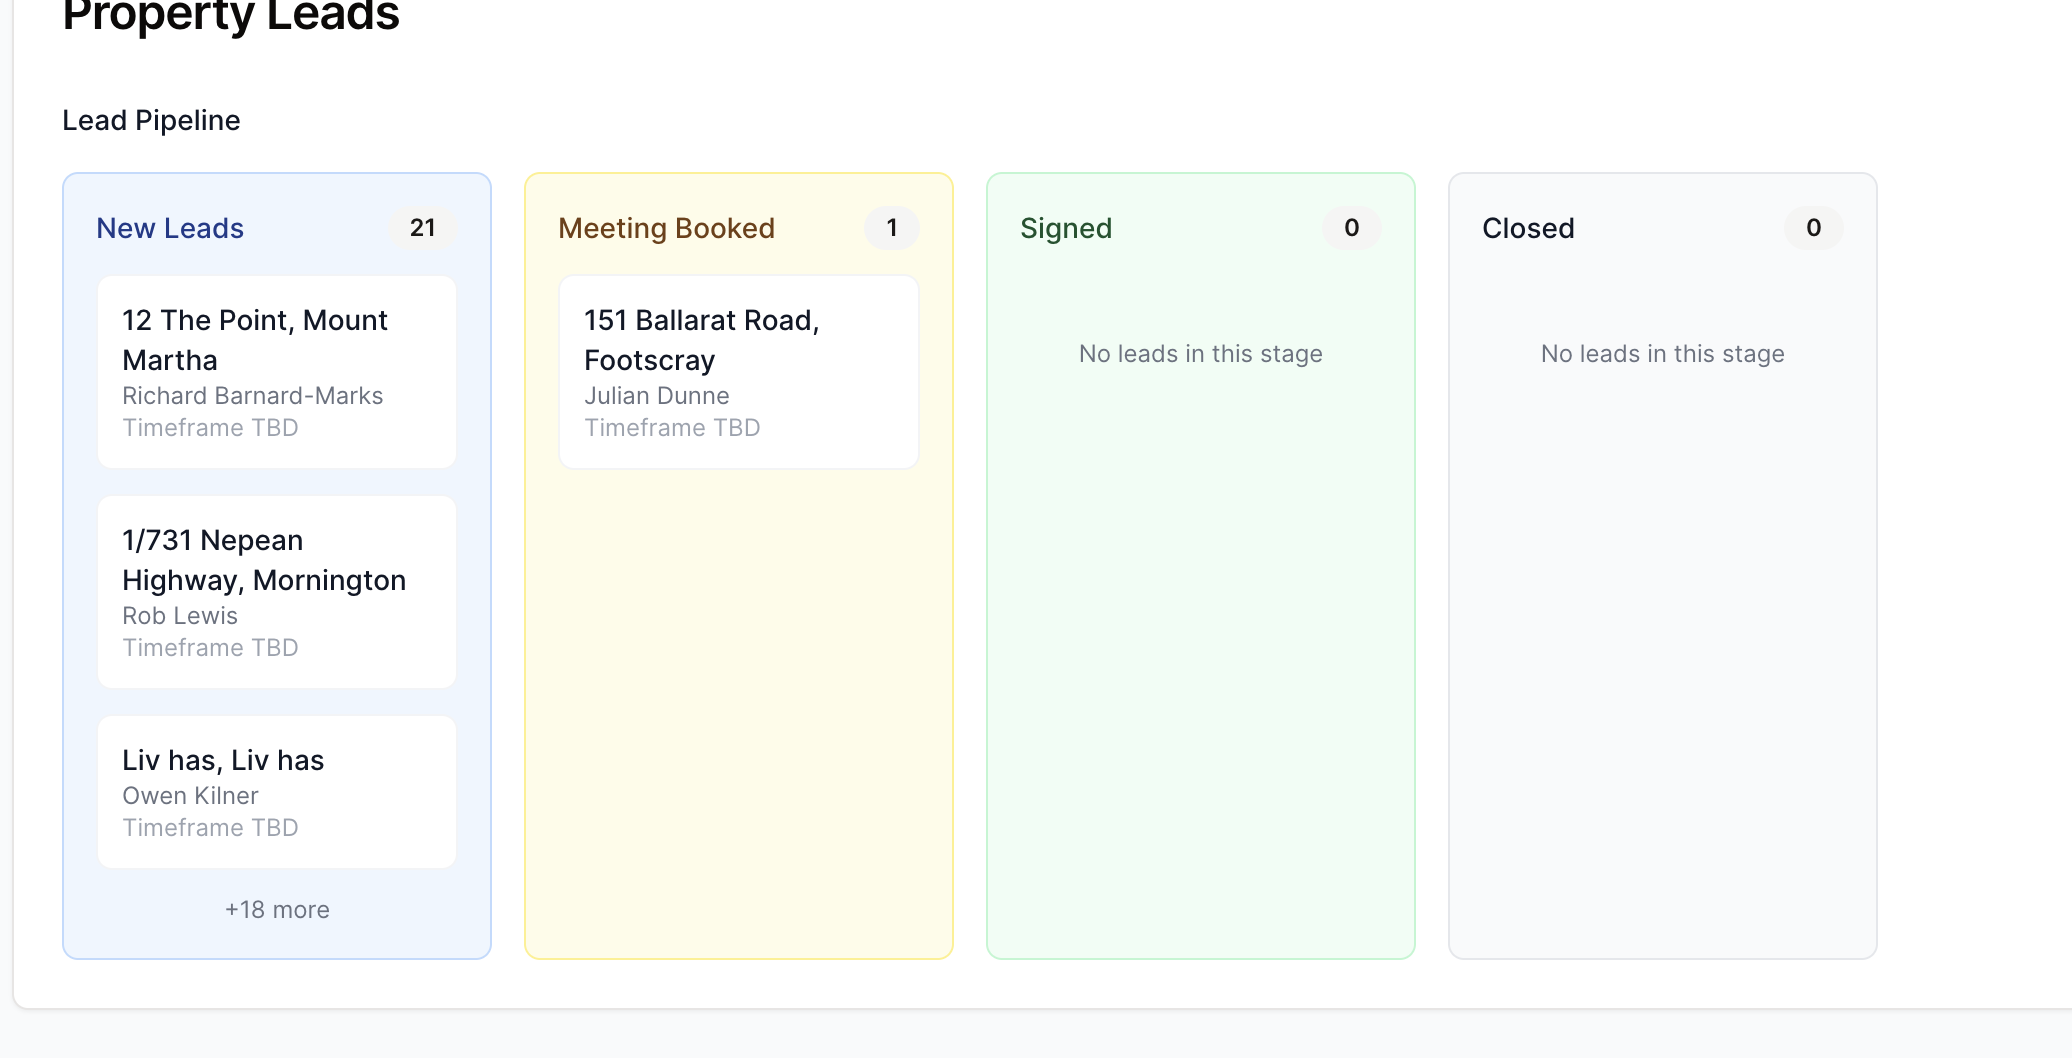 Property Leads
Lead Pipeline
New Leads 21
12 The Point, Mount
Martha
Richard Barnard-Marks
Timeframe TBD
1/731 Nepean
Highway, Mornington
Rob Lewis
Timeframe TBD
Liv has, Liv has
Owen Kilner
Timeframe TBD
+18 more
Meeting Booked 1
151 Ballarat Road,
Footscray
Julian Dunne
Timeframe TBD
Signed 0
No leads in this stage
Closed 0
No leads in this stage